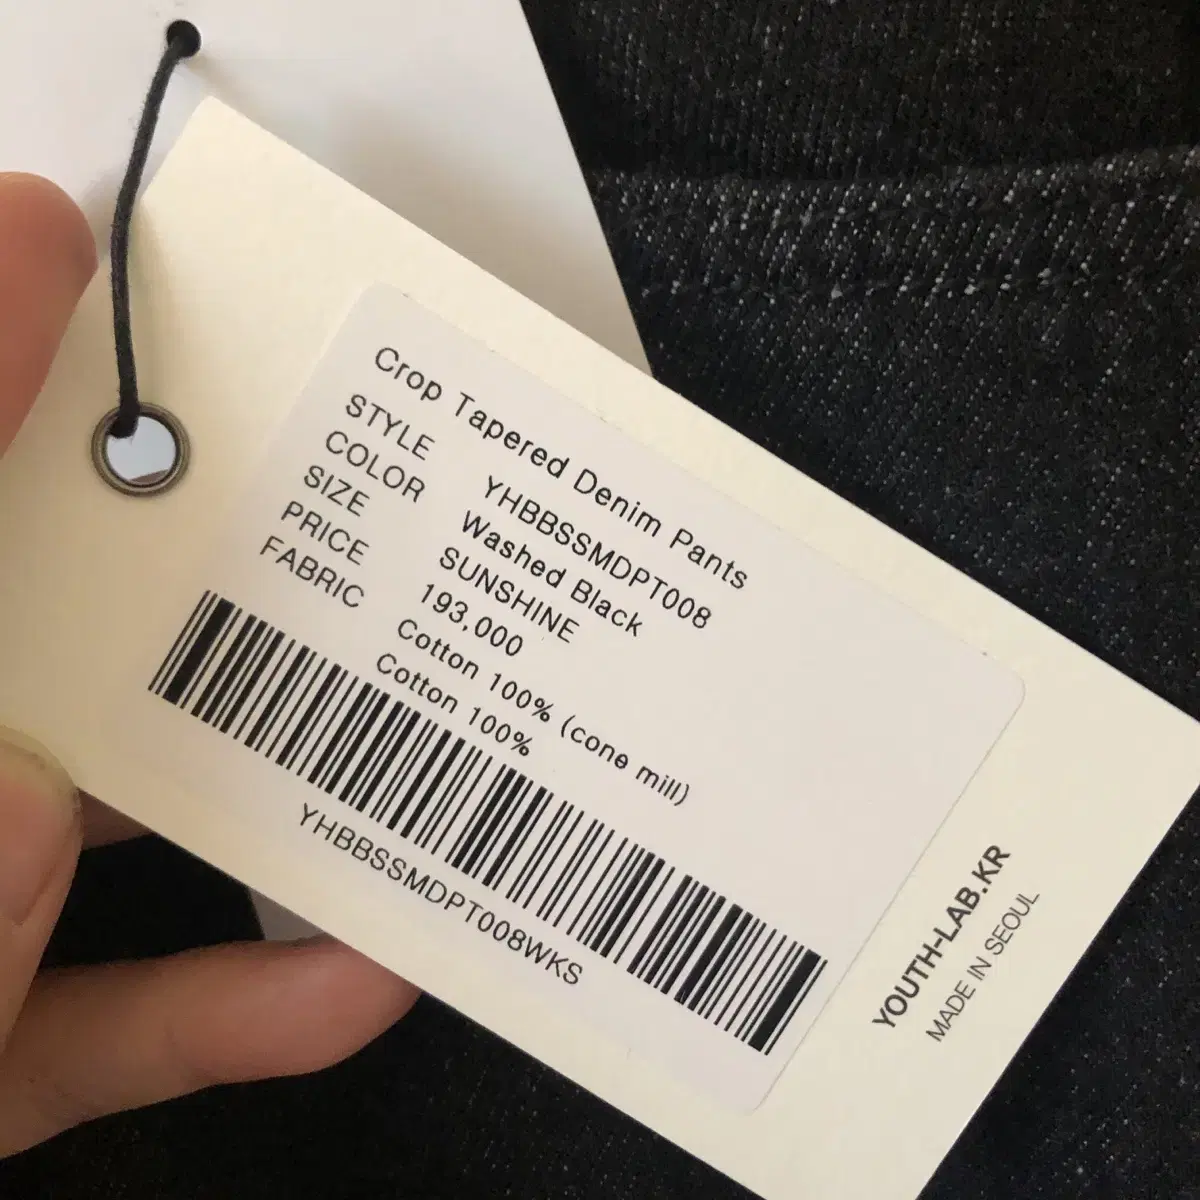 Crop Tapered Denim Pants
STYLE YHBBSSMDPT008
COLOR Washed Black
SIZE SUNSHINE
PRICE 193,000
FABRIC Cotton 100% (cone mill)
Cotton 100%
YHBBSSMDPT008WKS
YOUTH-LAB.KR
MADE IN SEOUL